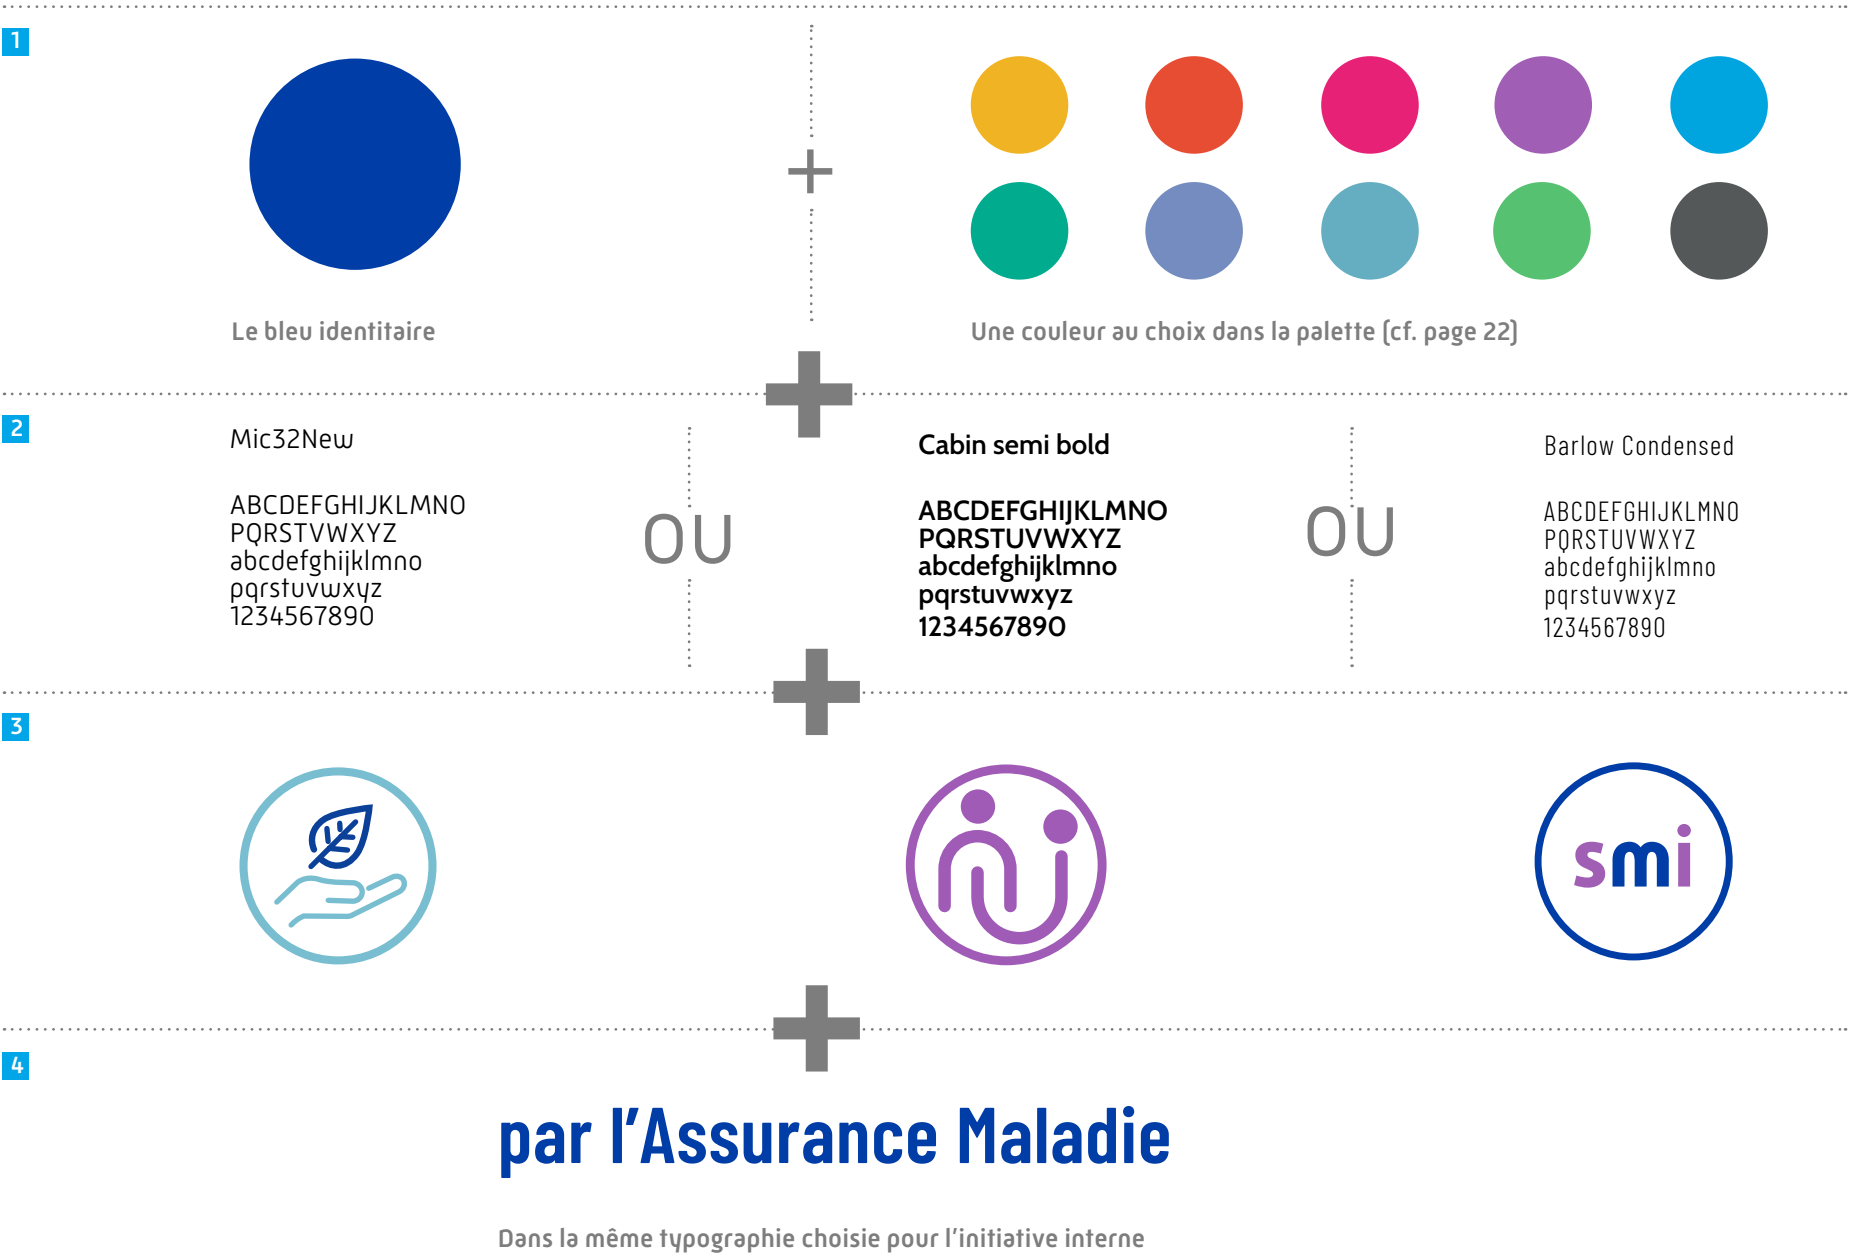 1
Le bleu identitaire
Une couleur au choix dans la palette (cf. page 22)
2
Mic32New
ABCDEFGHIJKLMNO
PQRSTVWXYZ
abcdefghijklmno
pqrstuvwxyz
1234567890
OU
Cabin semi bold
ABCDEFGHIJKLMNO
PQRSTUVWXYZ
abcdefghijklmno
pqrstuvwxyz
1234567890
OU
Barlow Condensed
ABCDEFGHIJKLMNO
PQRSTUVWXYZ
abcdefghijklmno
pqrstuvwxyz
1234567890
3
smi
4
par l’Assurance Maladie
Dans la même typographie choisie pour l’initiative interne